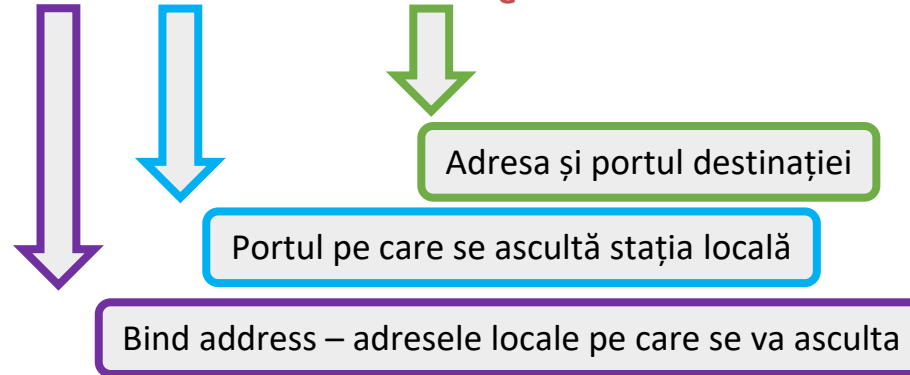 Adresa și portul destinației
Portul pe care se ascultă stația locală
Bind address – adresele locale pe care se va asculta